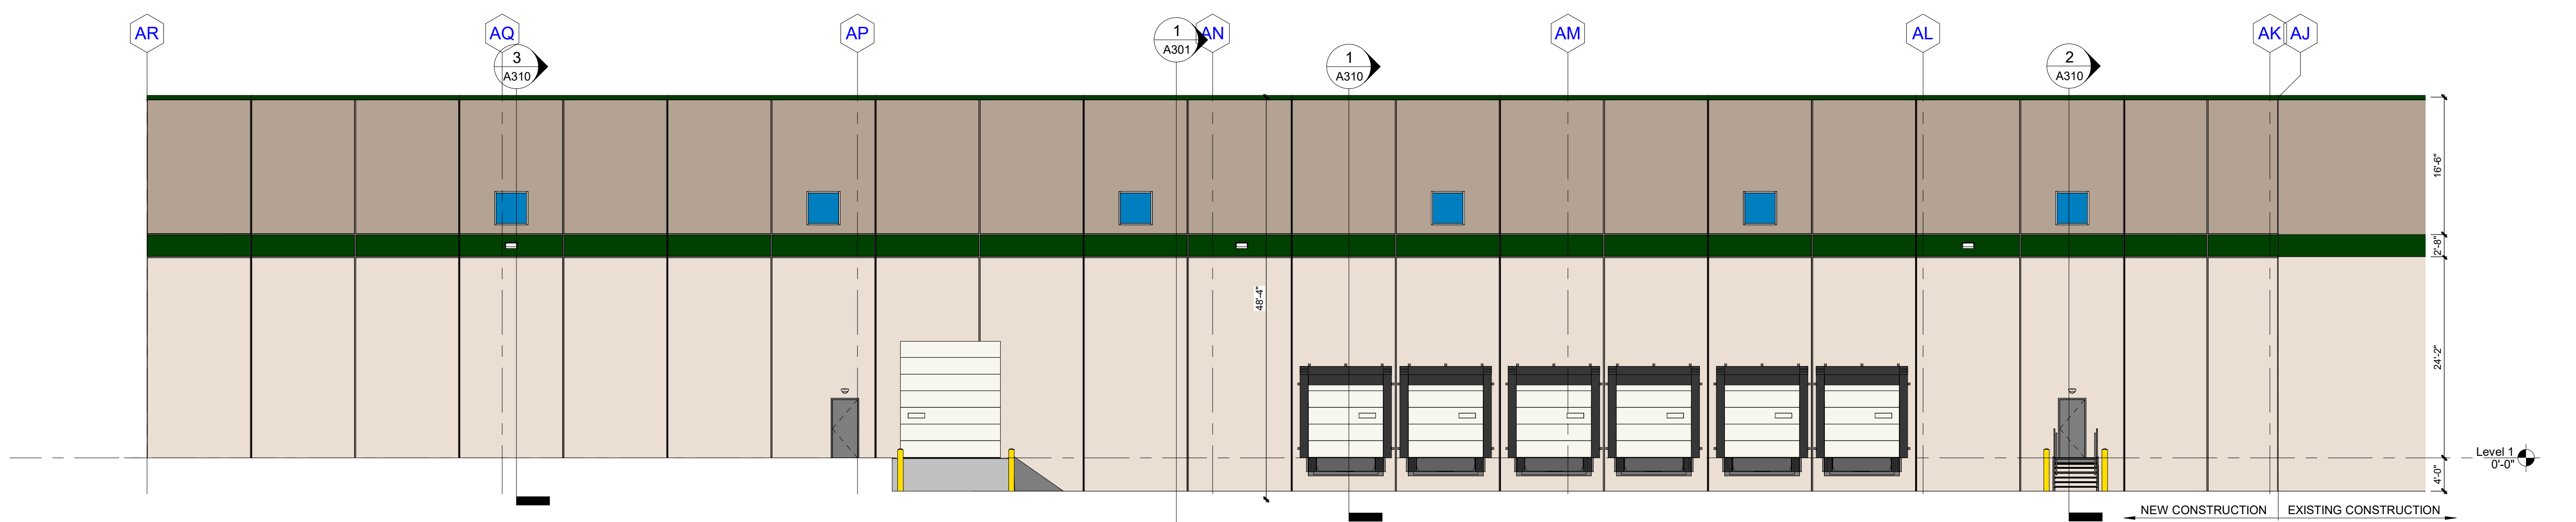 AR
AQ
AP
AN
AM
AL
AK
AJ
3
A310
1
A301
1
A310
2
A310
16'-6"
2'-8"
48'-4"
24'-2"
Level 1
0'-0"
4'-0"
NEW CONSTRUCTION
EXISTING CONSTRUCTION